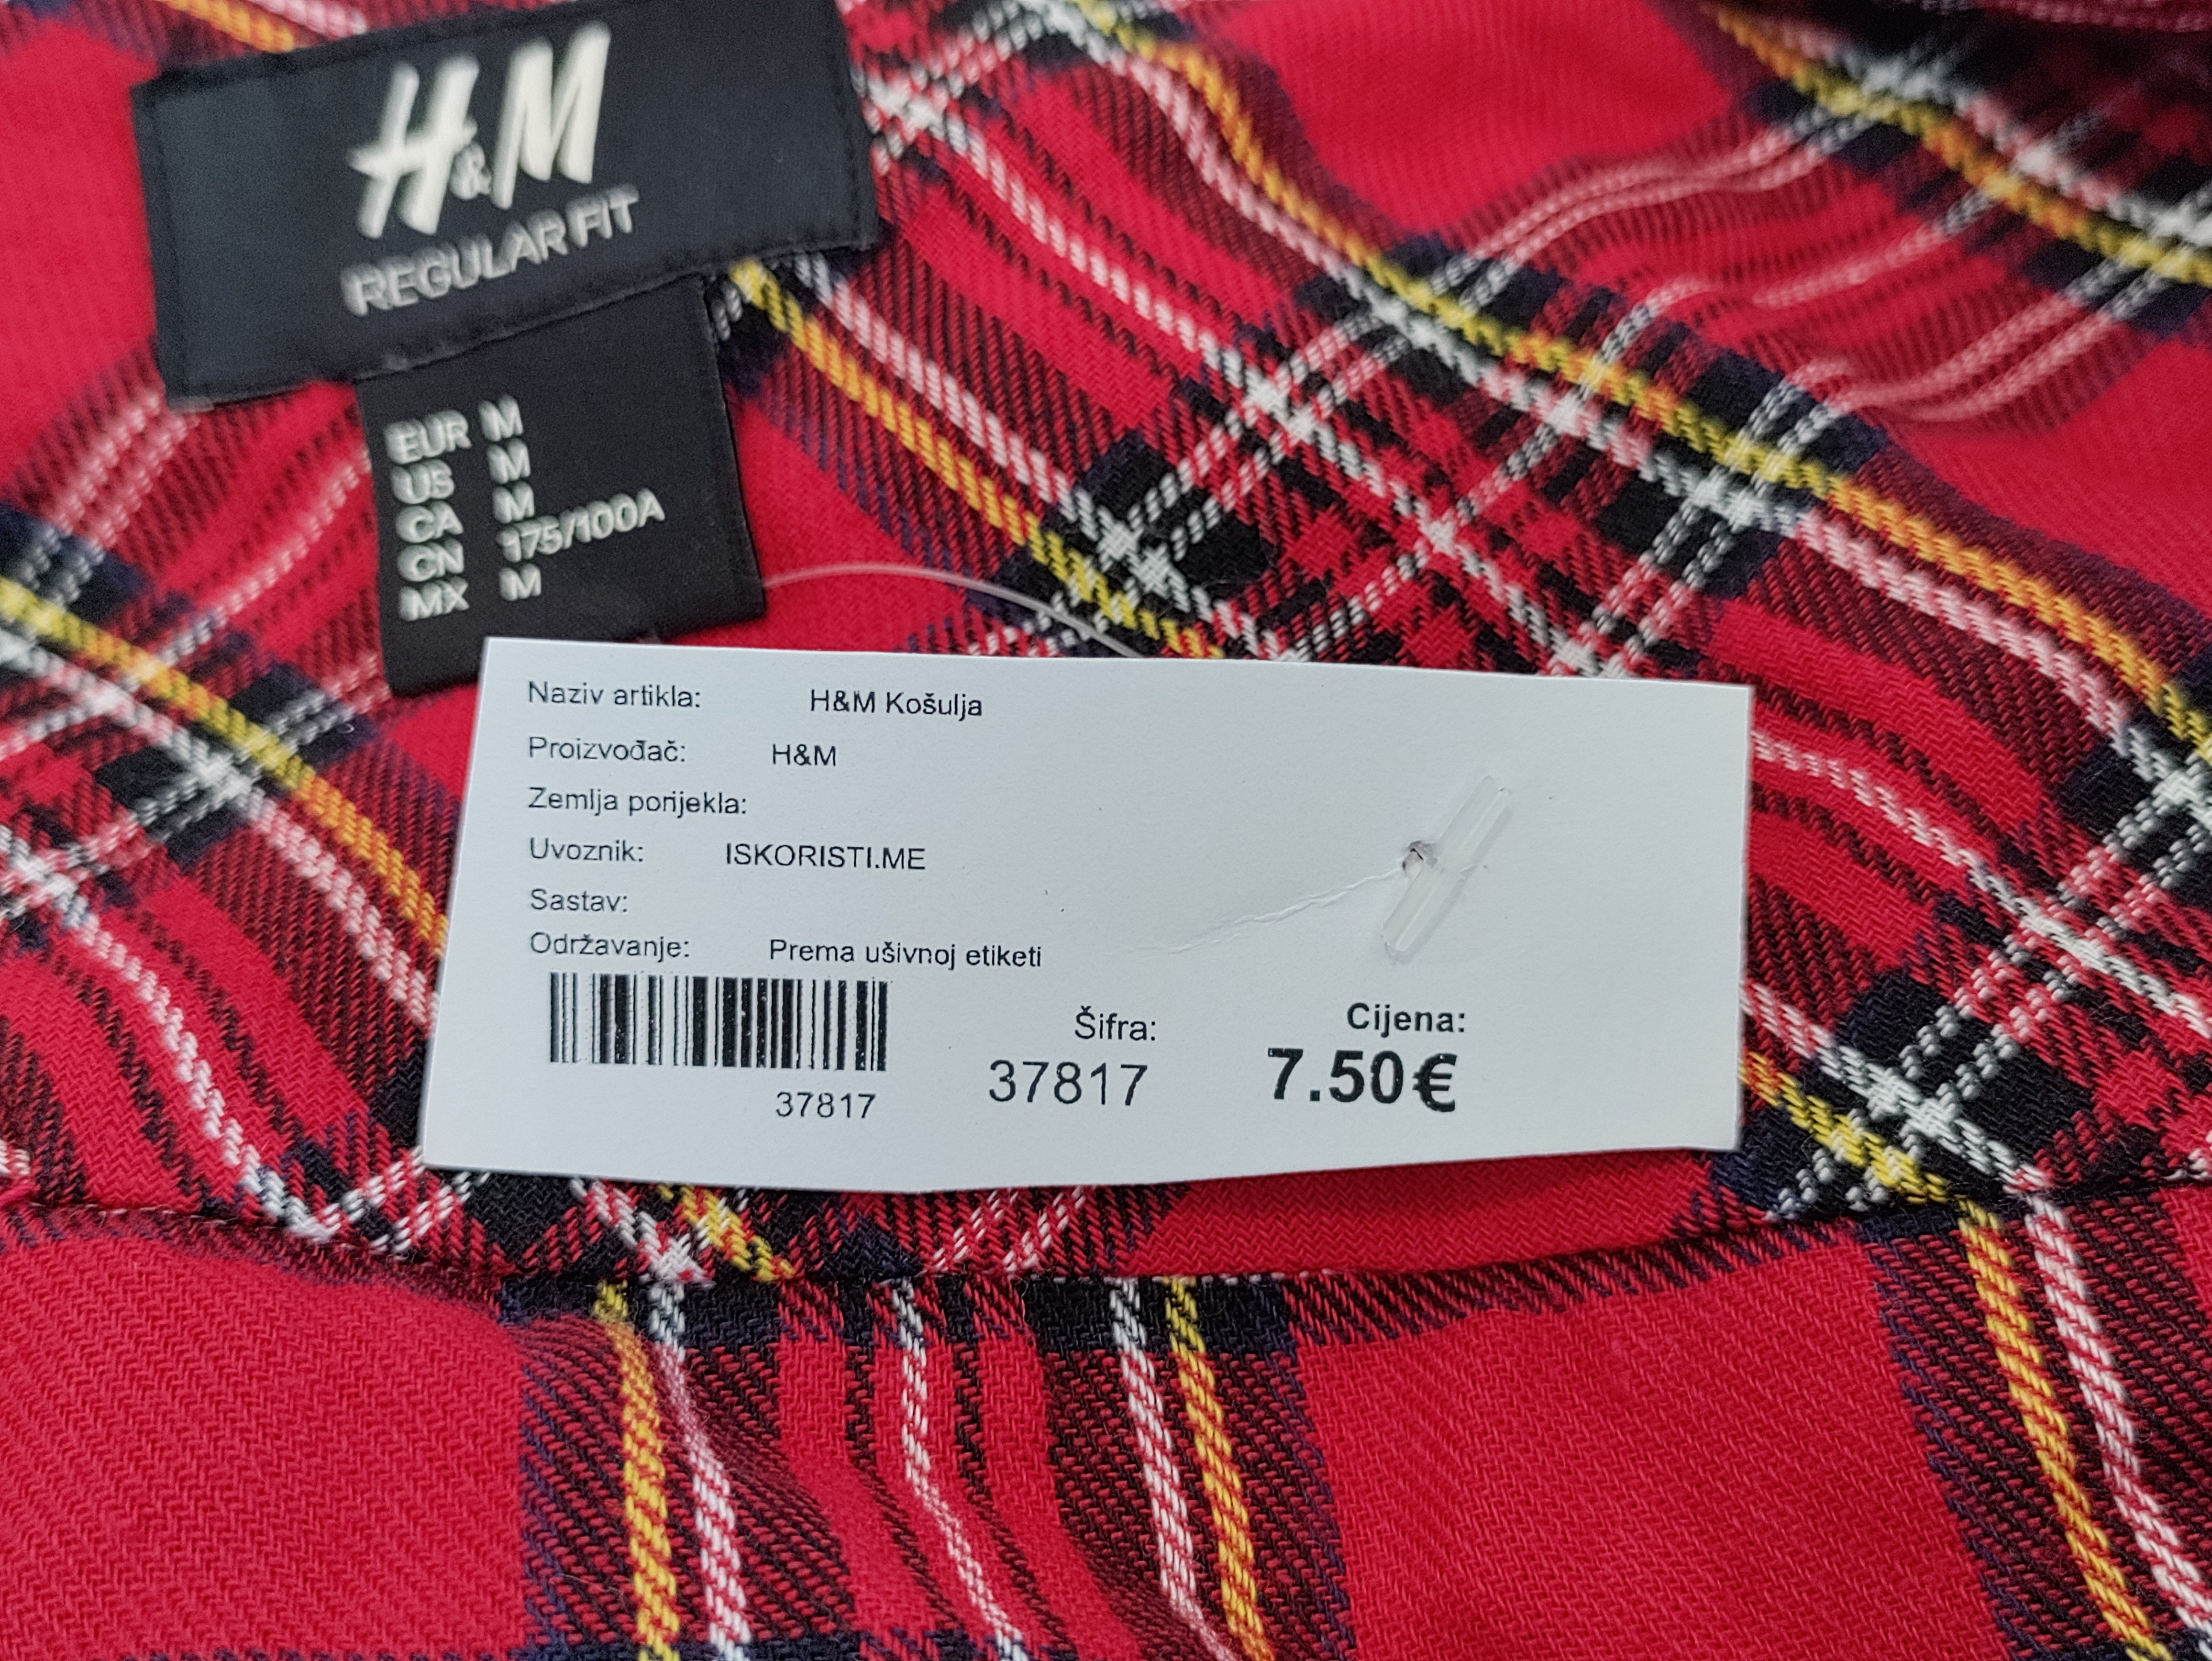 H&M
REGULAR FIT
EUR M
US M
CA M
CN 175/100A
MX M
Naziv artikla: H&M Košulja
Proizvođač: H&M
Zemlja porijekla:
Uvoznik: ISKORISTI.ME
Sastav:
Održavanje: Prema ušivnoj etiketi
37817
Šifra:
37817
Cijena:
7.50€